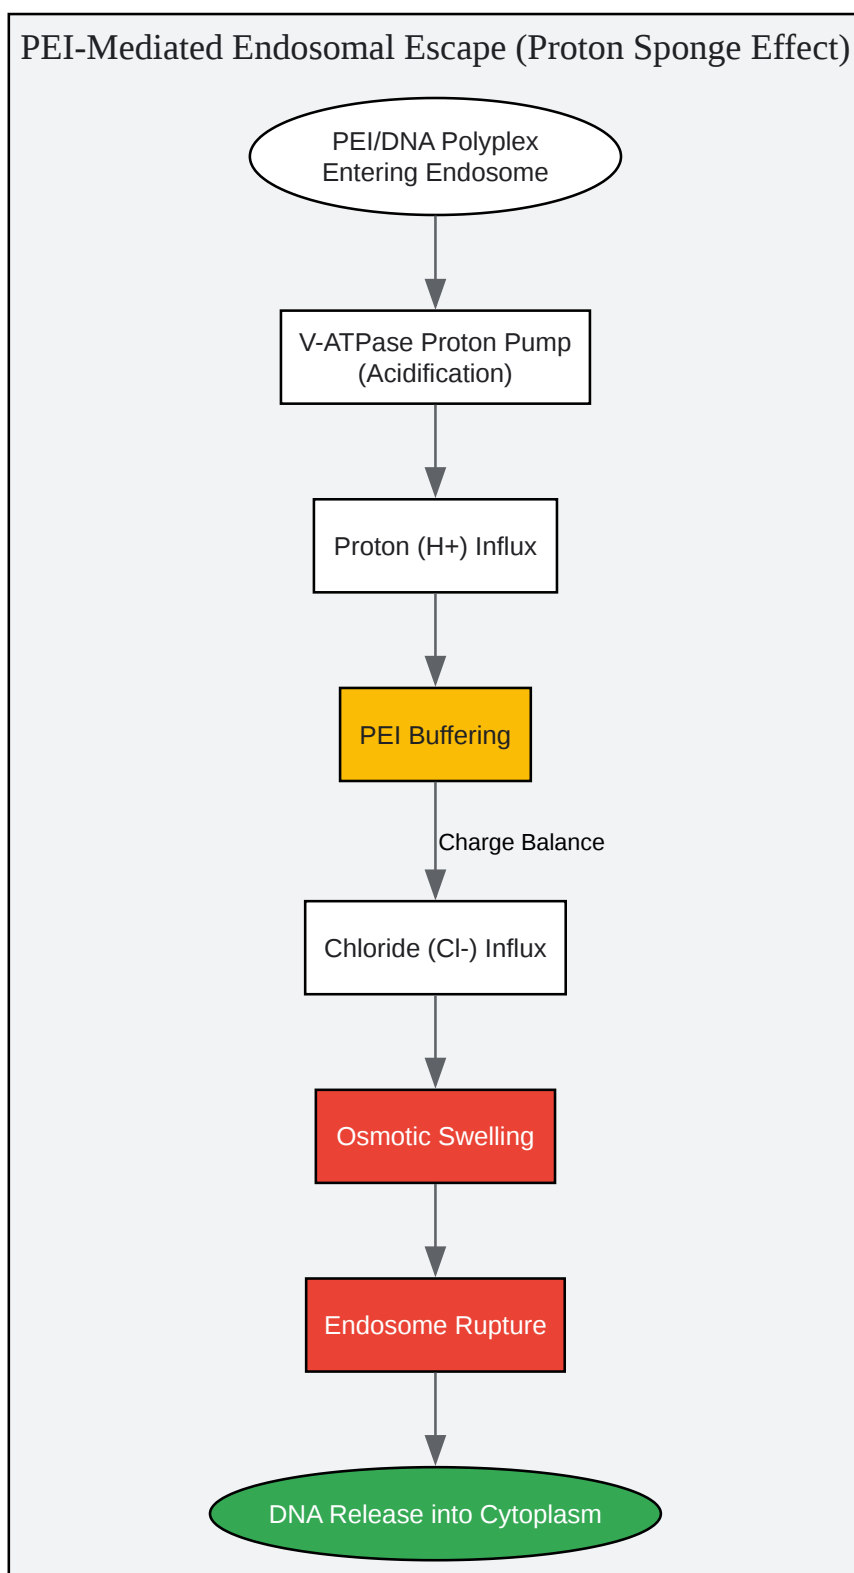 PEI-Mediated Endosomal Escape (Proton Sponge Effect)
PEI/DNA Polyplex
Entering Endosome
V-ATPase Proton Pump
(Acidification)
Proton (H+) Influx
PEI Buffering
Charge Balance
Chloride (Cl-) Influx
Osmotic Swelling
Endosome Rupture
DNA Release into Cytoplasm